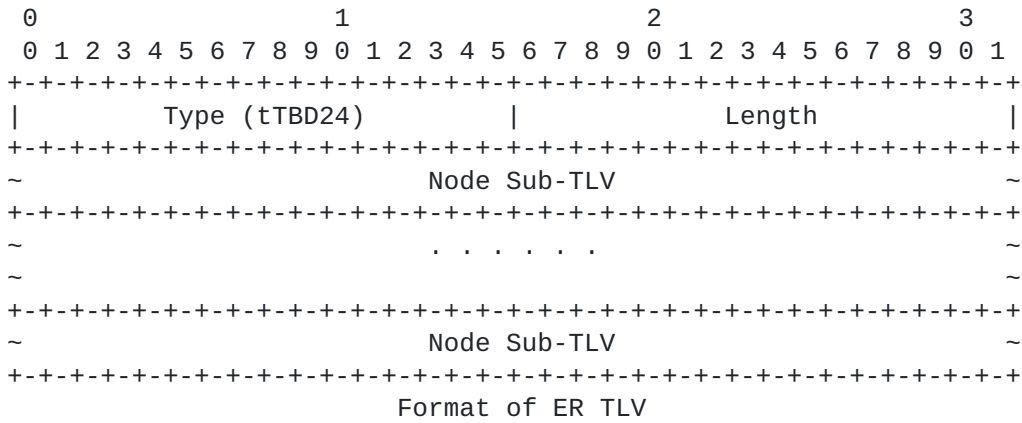 0                   1                   2                   3
 0 1 2 3 4 5 6 7 8 9 0 1 2 3 4 5 6 7 8 9 0 1 2 3 4 5 6 7 8 9 0 1
+-+-+-+-+-+-+-+-+-+-+-+-+-+-+-+-+-+-+-+-+-+-+-+-+-+-+-+-+-+-+-+-+
|         Type (tTBD24)         |             Length            |
+-+-+-+-+-+-+-+-+-+-+-+-+-+-+-+-+-+-+-+-+-+-+-+-+-+-+-+-+-+-+-+-+
~                          Node Sub-TLV                         ~
+-+-+-+-+-+-+-+-+-+-+-+-+-+-+-+-+-+-+-+-+-+-+-+-+-+-+-+-+-+-+-+-+
~                          . . . . . .                          ~
~                                                               ~
+-+-+-+-+-+-+-+-+-+-+-+-+-+-+-+-+-+-+-+-+-+-+-+-+-+-+-+-+-+-+-+-+
~                          Node Sub-TLV                         ~
+-+-+-+-+-+-+-+-+-+-+-+-+-+-+-+-+-+-+-+-+-+-+-+-+-+-+-+-+-+-+-+-+
                        Format of ER TLV